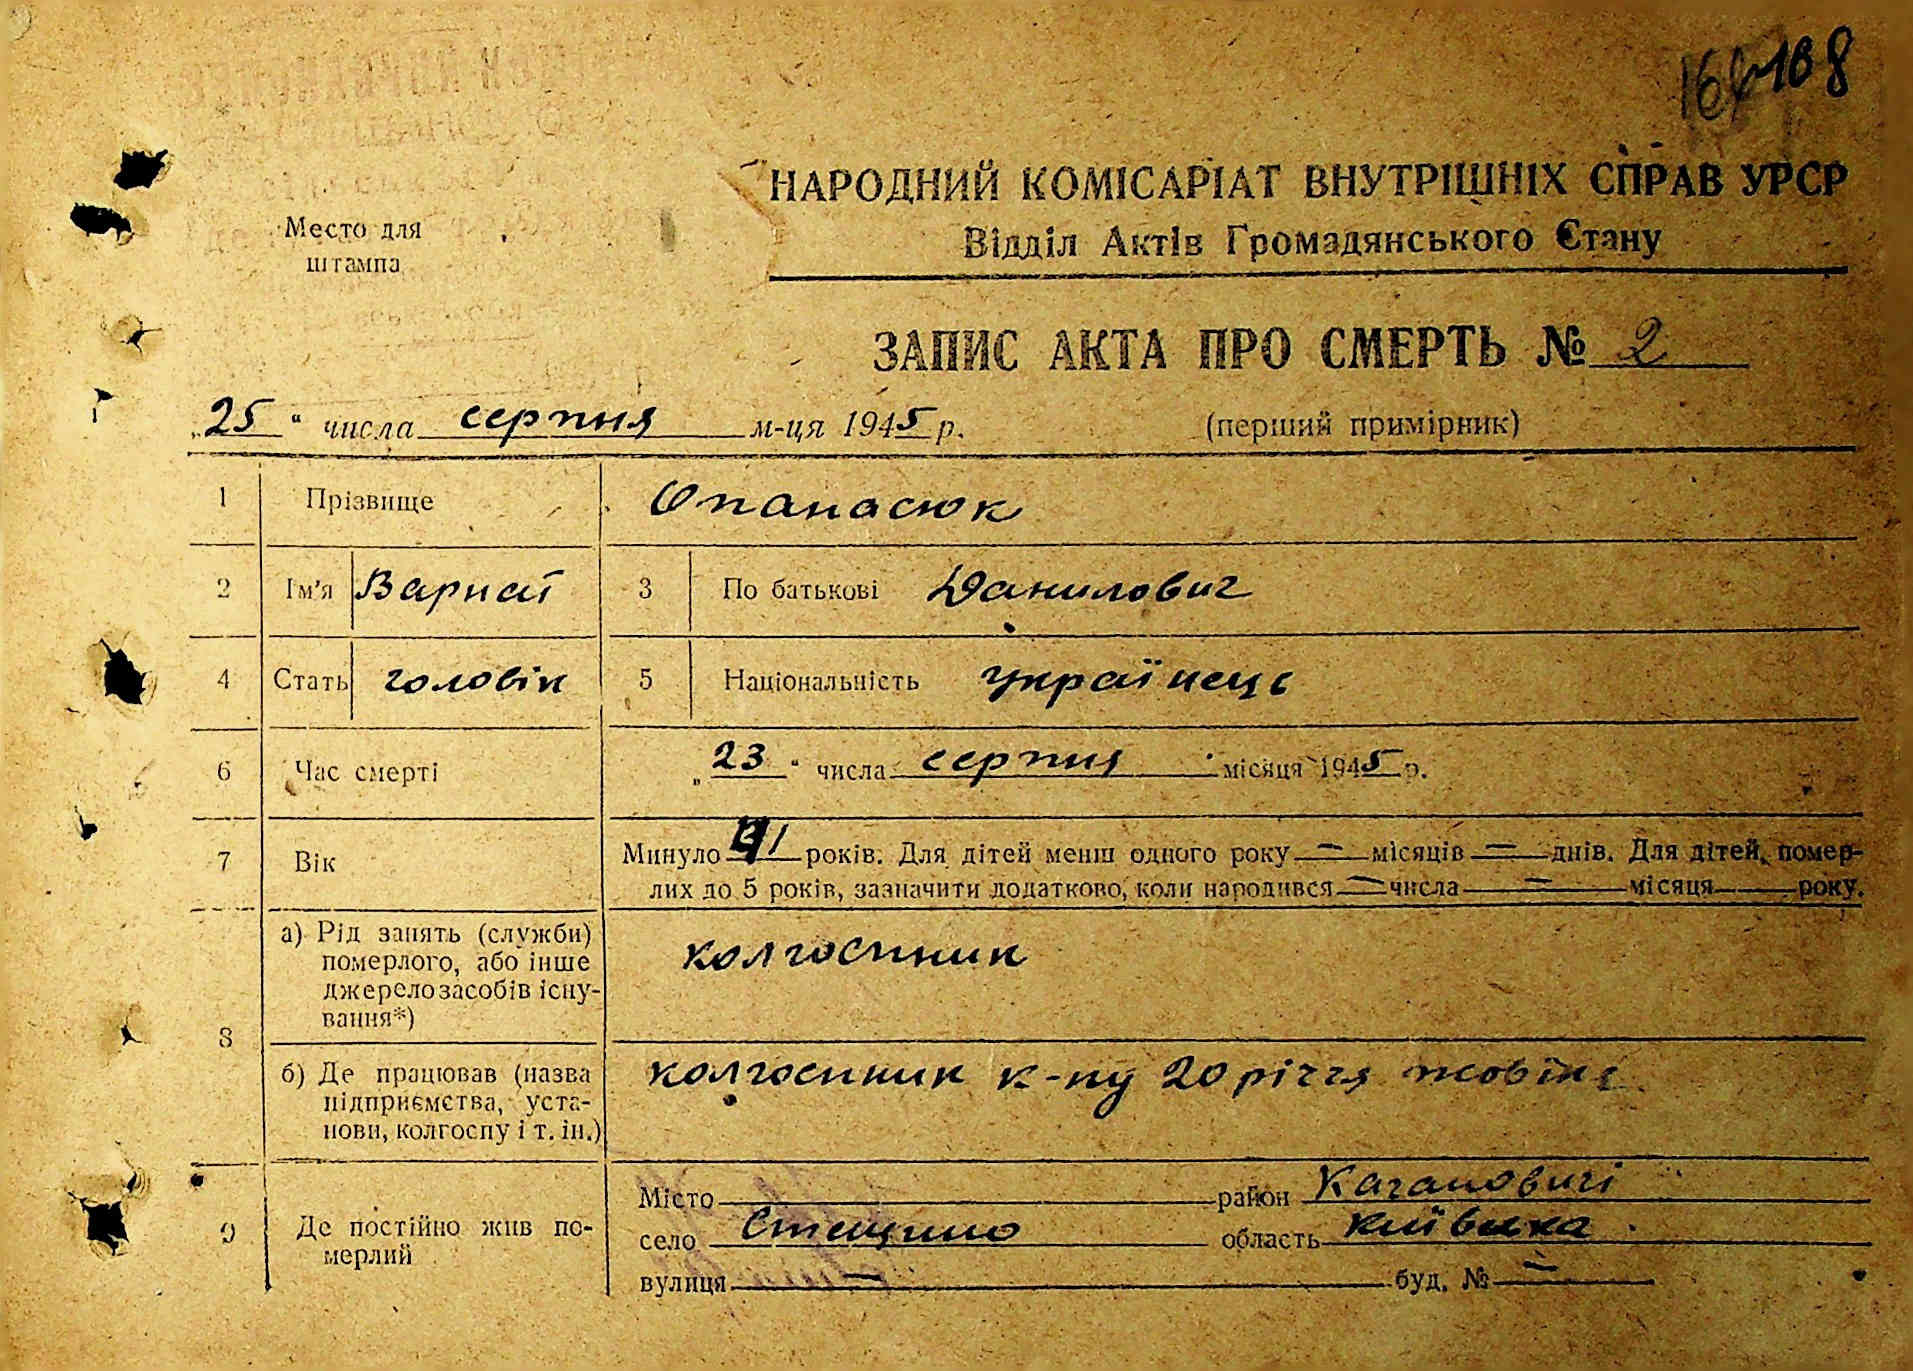 168
НАРОДНИЙ КОМІСАРІАТ ВНУТРІШНІХ СПРАВ УРСР
Відділ Актів Громадянського Стану
Место для
штампа
ЗАПИС АКТА ПРО СМЕРТЬ № 2
„25“ числа серпня м-ця 1945 р. (перший примірник)
1 Прізвище Опанасюк
2 Ім'я 3 По батькові Данилович
4 Стать чоловік 5 Національність українець
6 Час смерті „23“ числа серпня місяця 1945 р.
7 Вік Минуло 41 років. Для дітей менш одного року — місяців — днів. Для дітей, помер-
лих до 5 років, зазначити додатково, коли народився — числа — місяця року.
8 а) Рід занять (служби)
померлого, або інше
джерело засобів існу-
вання*)
колгоспник
б) Де працював (назва
підприємства, уста-
нови, колгоспу і т. ін.)
колгоспник к-пу 20 річчя жовтня
9 Де постійно жив по-
мерлий
Місто район Кагановичі
село Стещино область київська
вулиця — буд. № —